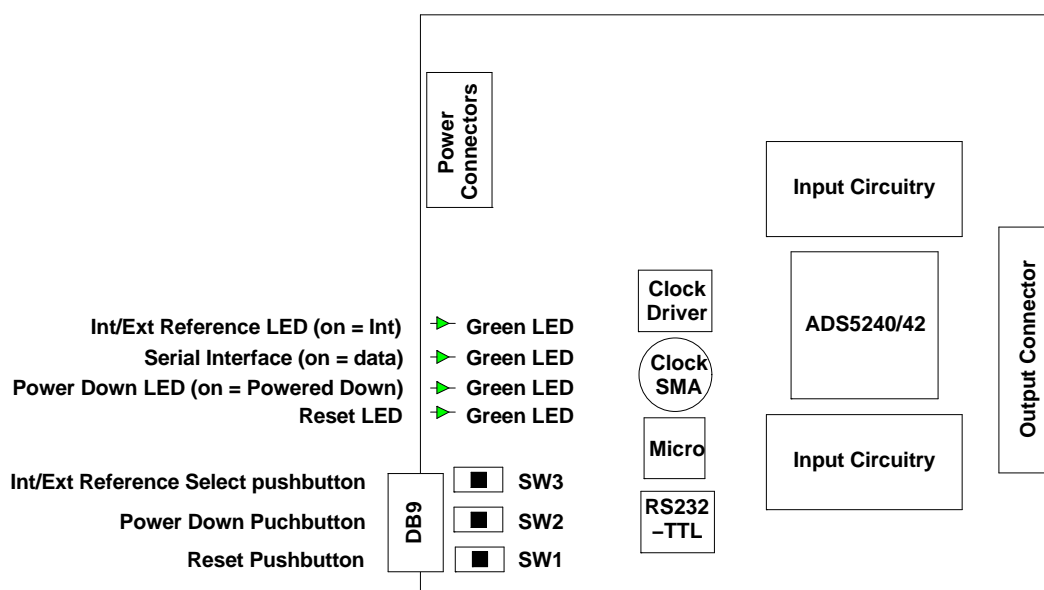 Power
Connectors
Input Circuitry
Clock
Driver
ADS5240/42
Output Connector
Int/Ext Reference LED (on = Int)
Green LED
Serial Interface (on = data)
Green LED
Clock
SMA
Power Down LED (on = Powered Down)
Green LED
Reset LED
Green LED
Micro
Input Circuitry
Int/Ext Reference Select pushbutton
SW3
DB9
RS232
–TTL
Power Down Puchbutton
SW2
Reset Pushbutton
SW1